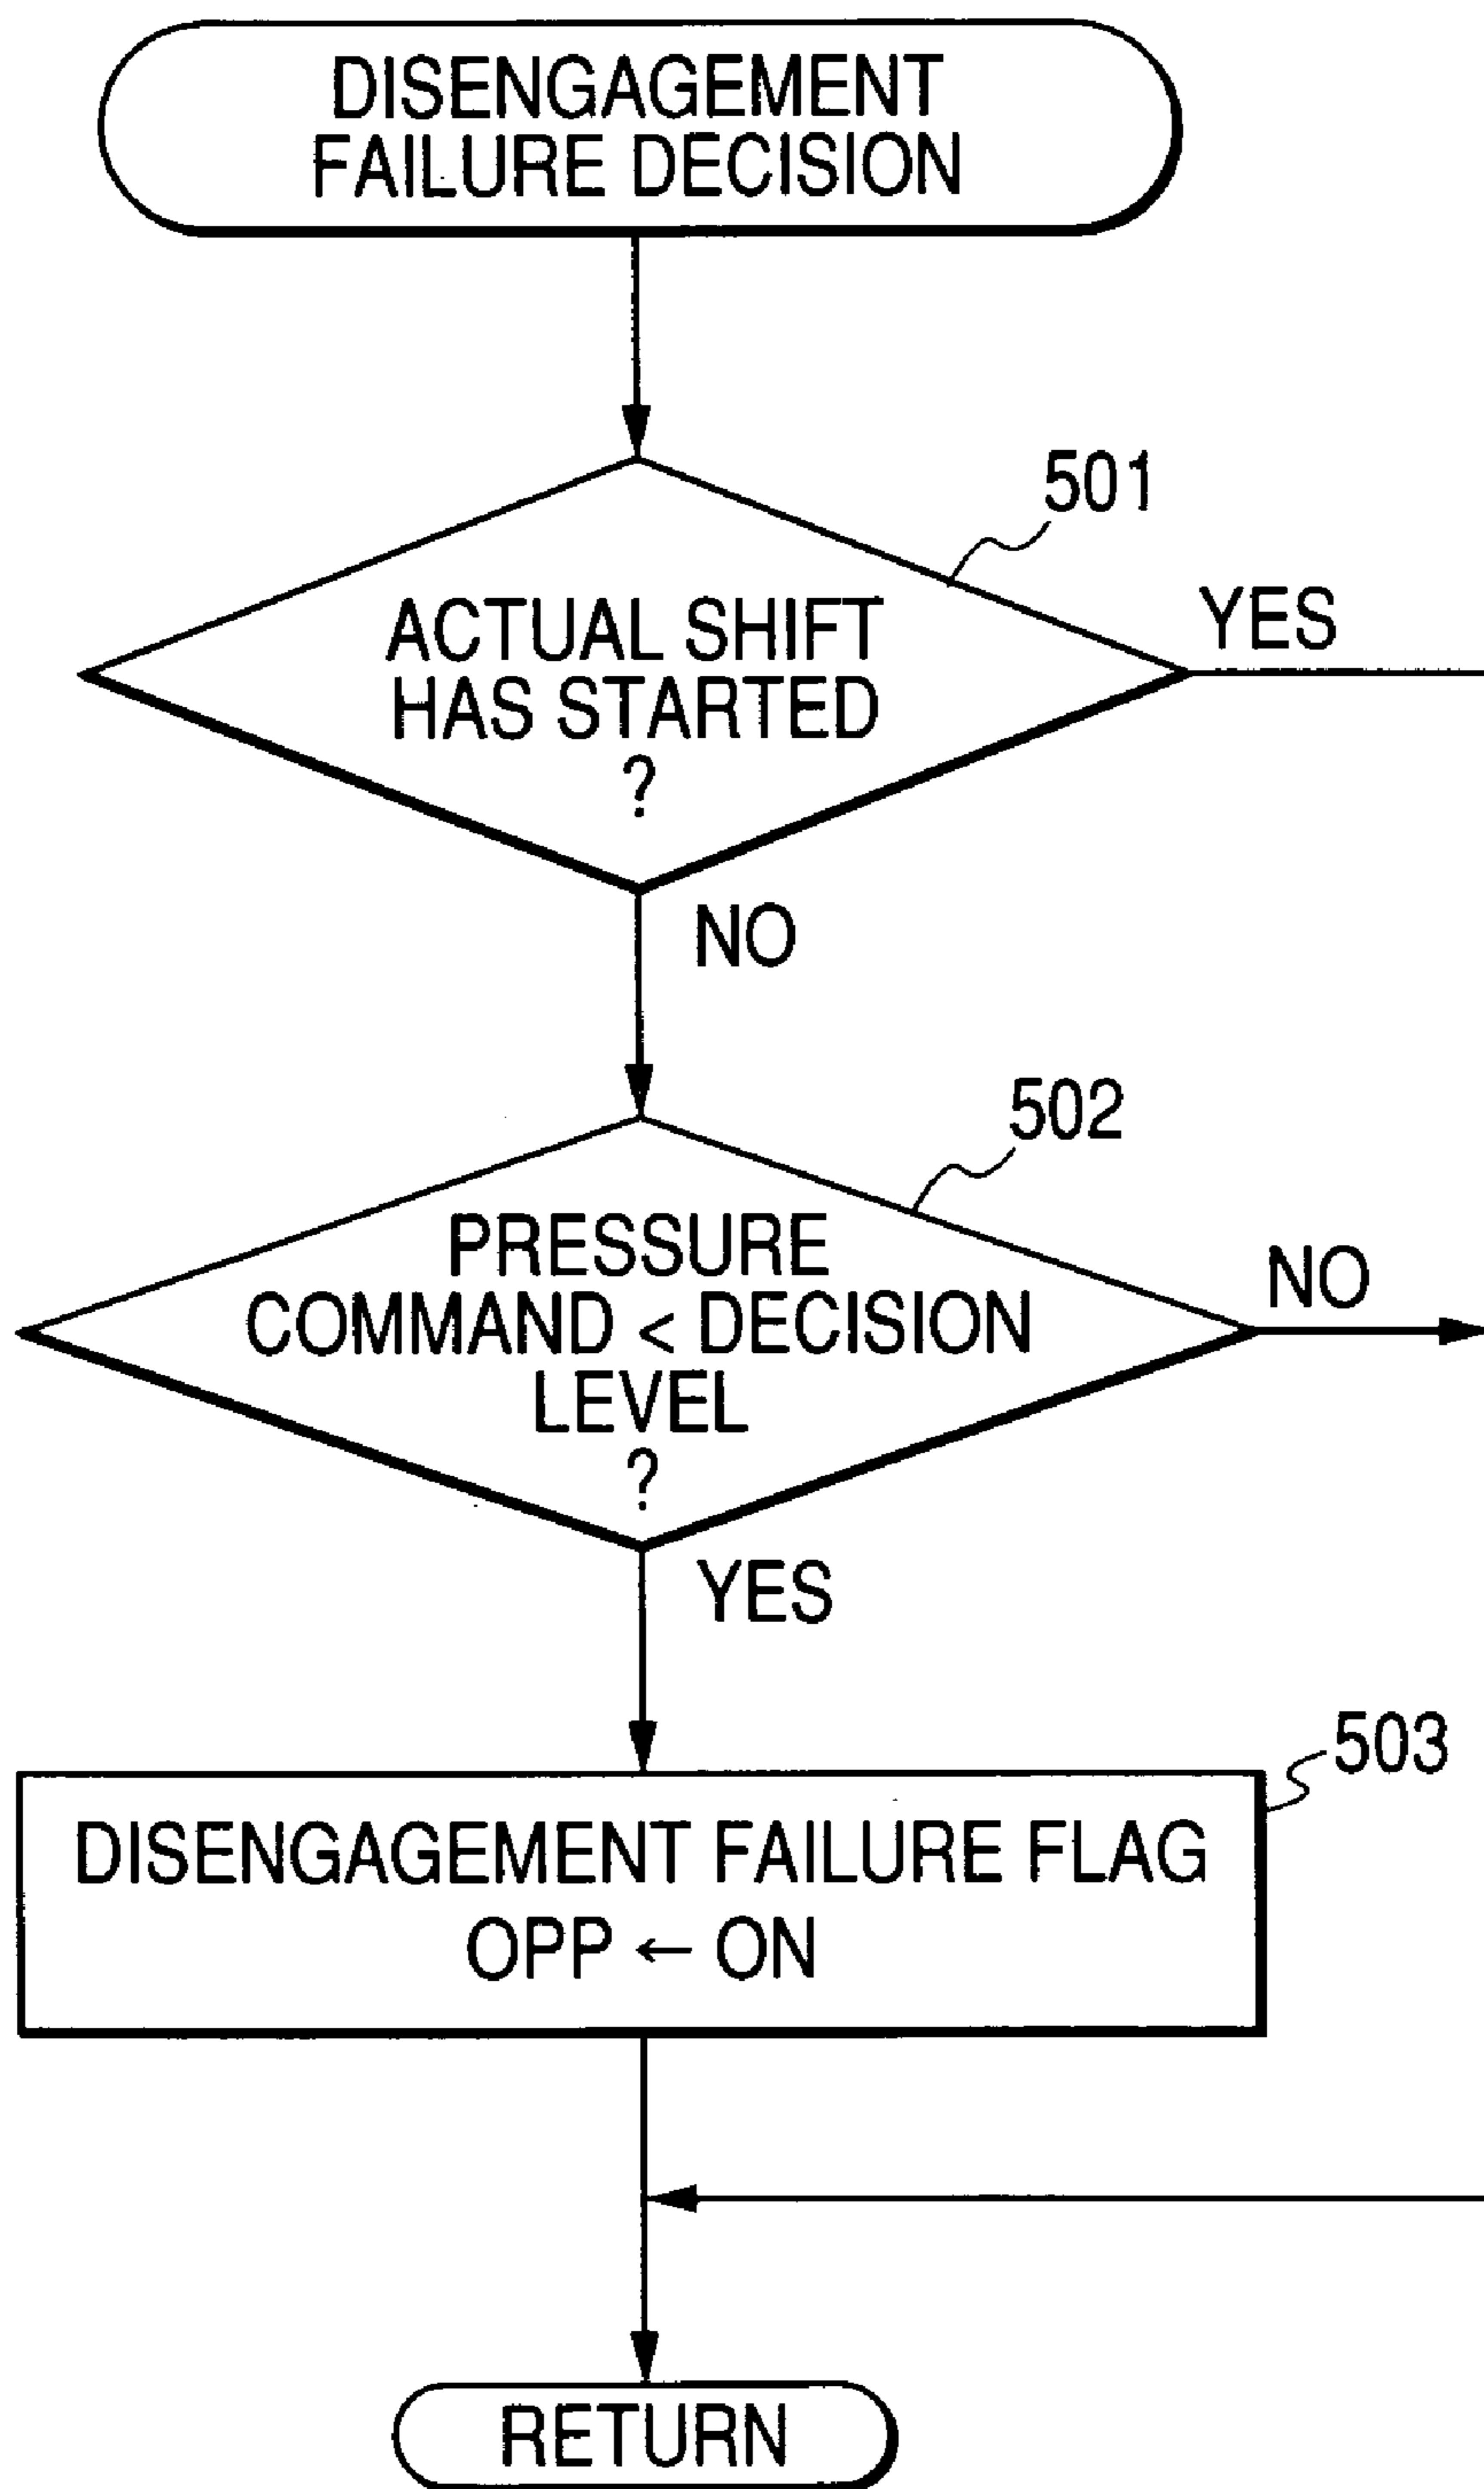 DISENGAGEMENT
FAILURE DECISION
501
ACTUAL SHIFT
HAS STARTED
?
YES
NO
502
PRESSURE
COMMAND < DECISION
LEVEL
?
NO
YES
503
DISENGAGEMENT FAILURE FLAG
OPP ← ON
RETURN